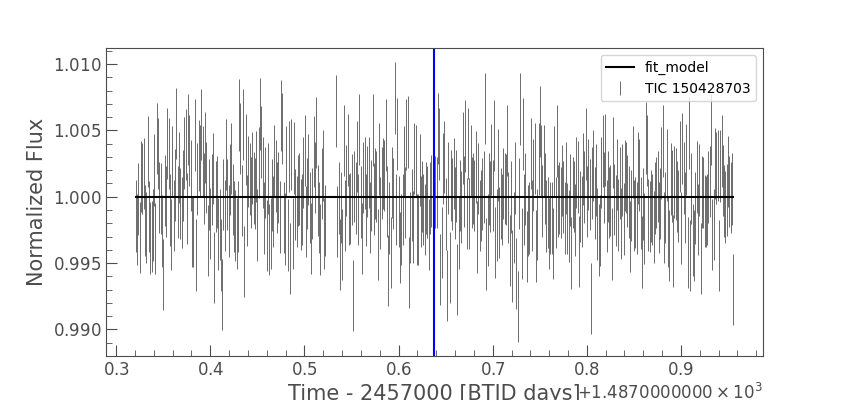 fit_model
TIC 150428703
Normalized Flux
1.010
1.005
1.000
0.995
0.990
0.3 0.4 0.5 0.6 0.7 0.8 0.9
Time - 2457000 [BTJD days]
+1.4870000000 × 10³